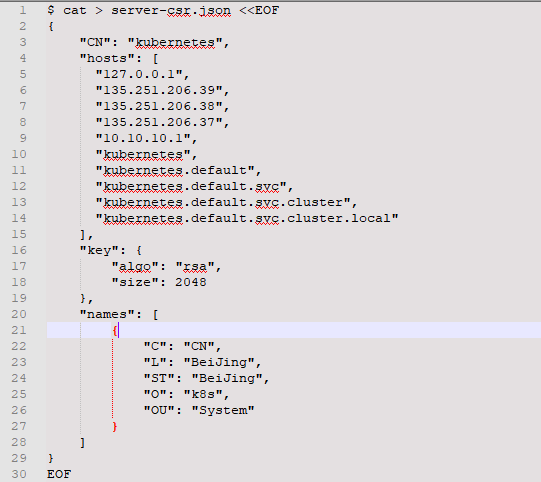 1 $ cat > server-csr.json <<EOF
2 {
3     "CN": "kubernetes",
4     "hosts": [
5       "127.0.0.1",
6       "135.251.206.39",
7       "135.251.206.38",
8       "135.251.206.37",
9       "10.10.10.1",
10       "kubernetes",
11       "kubernetes.default",
12       "kubernetes.default.svc",
13       "kubernetes.default.svc.cluster",
14       "kubernetes.default.svc.cluster.local"
15     ],
16     "key": {
17         "algo": "rsa",
18         "size": 2048
19     },
20     "names": [
21         {
22             "C": "CN",
23             "L": "BeiJing",
24             "ST": "BeiJing",
25             "O": "k8s",
26             "OU": "System"
27         }
28     ]
29 }
30 EOF